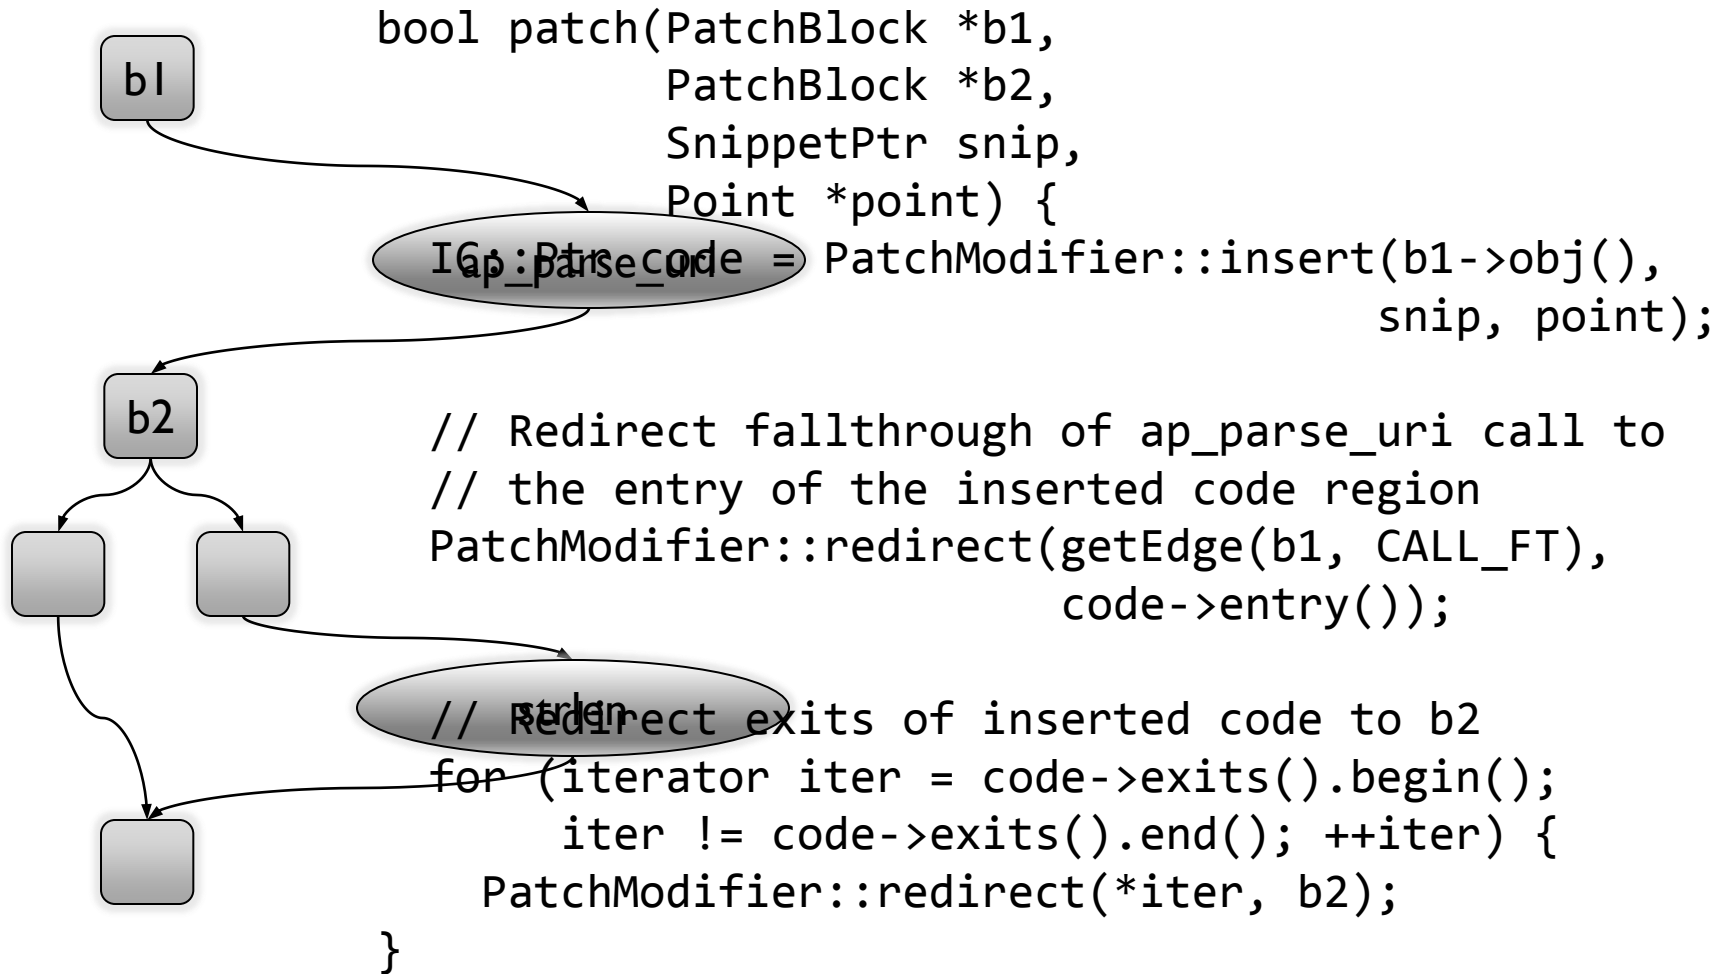 bool patch(PatchBlock *b1,
PatchBlock *b2,
SnippetPtr snip,
Point *point) {
b1
ap_parse_uri
IC::Ptr code = PatchModifier::insert(b1->obj(),
snip, point);
b2
// Redirect fallthrough of ap_parse_uri call to
// the entry of the inserted code region
PatchModifier::redirect(getEdge(b1, CALL_FT),
code->entry());
strlen
// Redirect exits of inserted code to b2
for (iterator iter = code->exits().begin();
iter != code->exits().end(); ++iter) {
PatchModifier::redirect(*iter, b2);
}